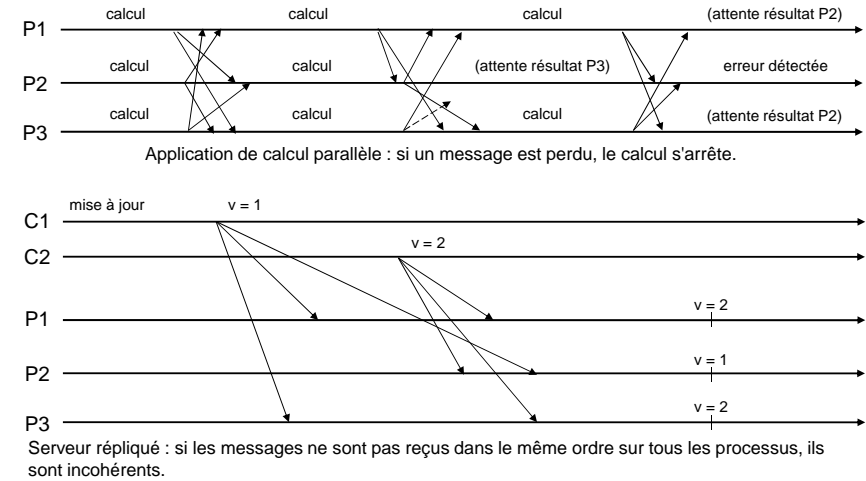 calcul calcul calcul (attente résultat P2)
P1
calcul calcul (attente résultat P3) erreur détectée
P2
calcul calcul calcul (attente résultat P2)
P3
Application de calcul parallèle : si un message est perdu, le calcul s'arrête.
mise à jour v = 1
C1
v = 2
C2
v = 2
P1
v = 1
P2
v = 2
P3
Serveur répliqué : si les messages ne sont pas reçus dans le même ordre sur tous les processus, ils
sont incohérents.